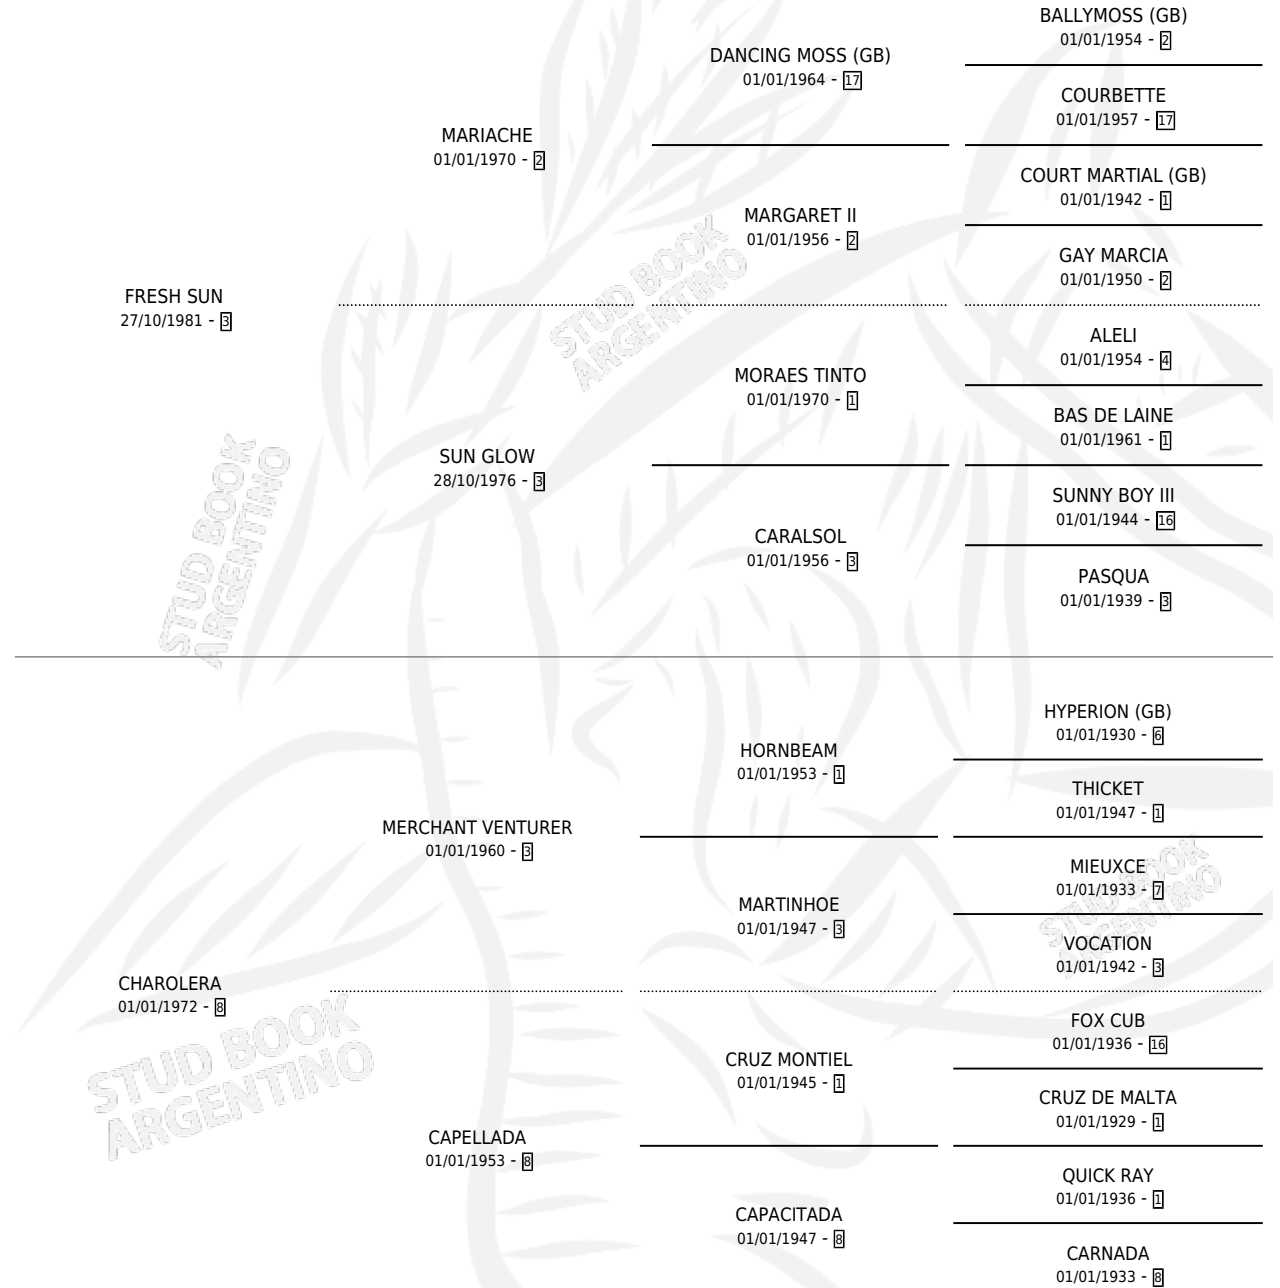 BALLYMOSS (GB)
01/01/1954 - 2
DANCING MOSS (GB)
01/01/1964 - 17
COURBETTE
01/01/1957 - 17
MARIACHE
01/01/1970 - 2
COURT MARTIAL (GB)
01/01/1942 - 1
MARGARET II
01/01/1956 - 2
GAY MARCIA
01/01/1950 - 2
FRESH SUN
27/10/1981 - 3
ALELI
01/01/1954 - 4
MORAES TINTO
01/01/1970 - 1
BAS DE LAINE
01/01/1961 - 1
SUN GLOW
28/10/1976 - 3
SUNNY BOY III
01/01/1944 - 16
CARALSOL
01/01/1956 - 3
PASQUA
01/01/1939 - 3
HYPERION (GB)
01/01/1930 - 6
HORNBEAM
01/01/1953 - 1
THICKET
01/01/1947 - 1
MERCHANT VENTURER
01/01/1960 - 3
MIEUXCE
01/01/1933 - 7
MARTINHOE
01/01/1947 - 3
VOCATION
01/01/1942 - 3
CHAROLERA
01/01/1972 - 8
FOX CUB
01/01/1936 - 16
CRUZ MONTIEL
01/01/1945 - 1
CRUZ DE MALTA
01/01/1929 - 1
CAPELLADA
01/01/1953 - 8
QUICK RAY
01/01/1936 - 1
CAPACITADA
01/01/1947 - 8
CARNADA
01/01/1933 - 8
STUD BOOK
ARGENTINO
STUD BOOK
ARGENTINO
STUD BOOK
ARGENTINO
STUD BOOK
ARGENTINO